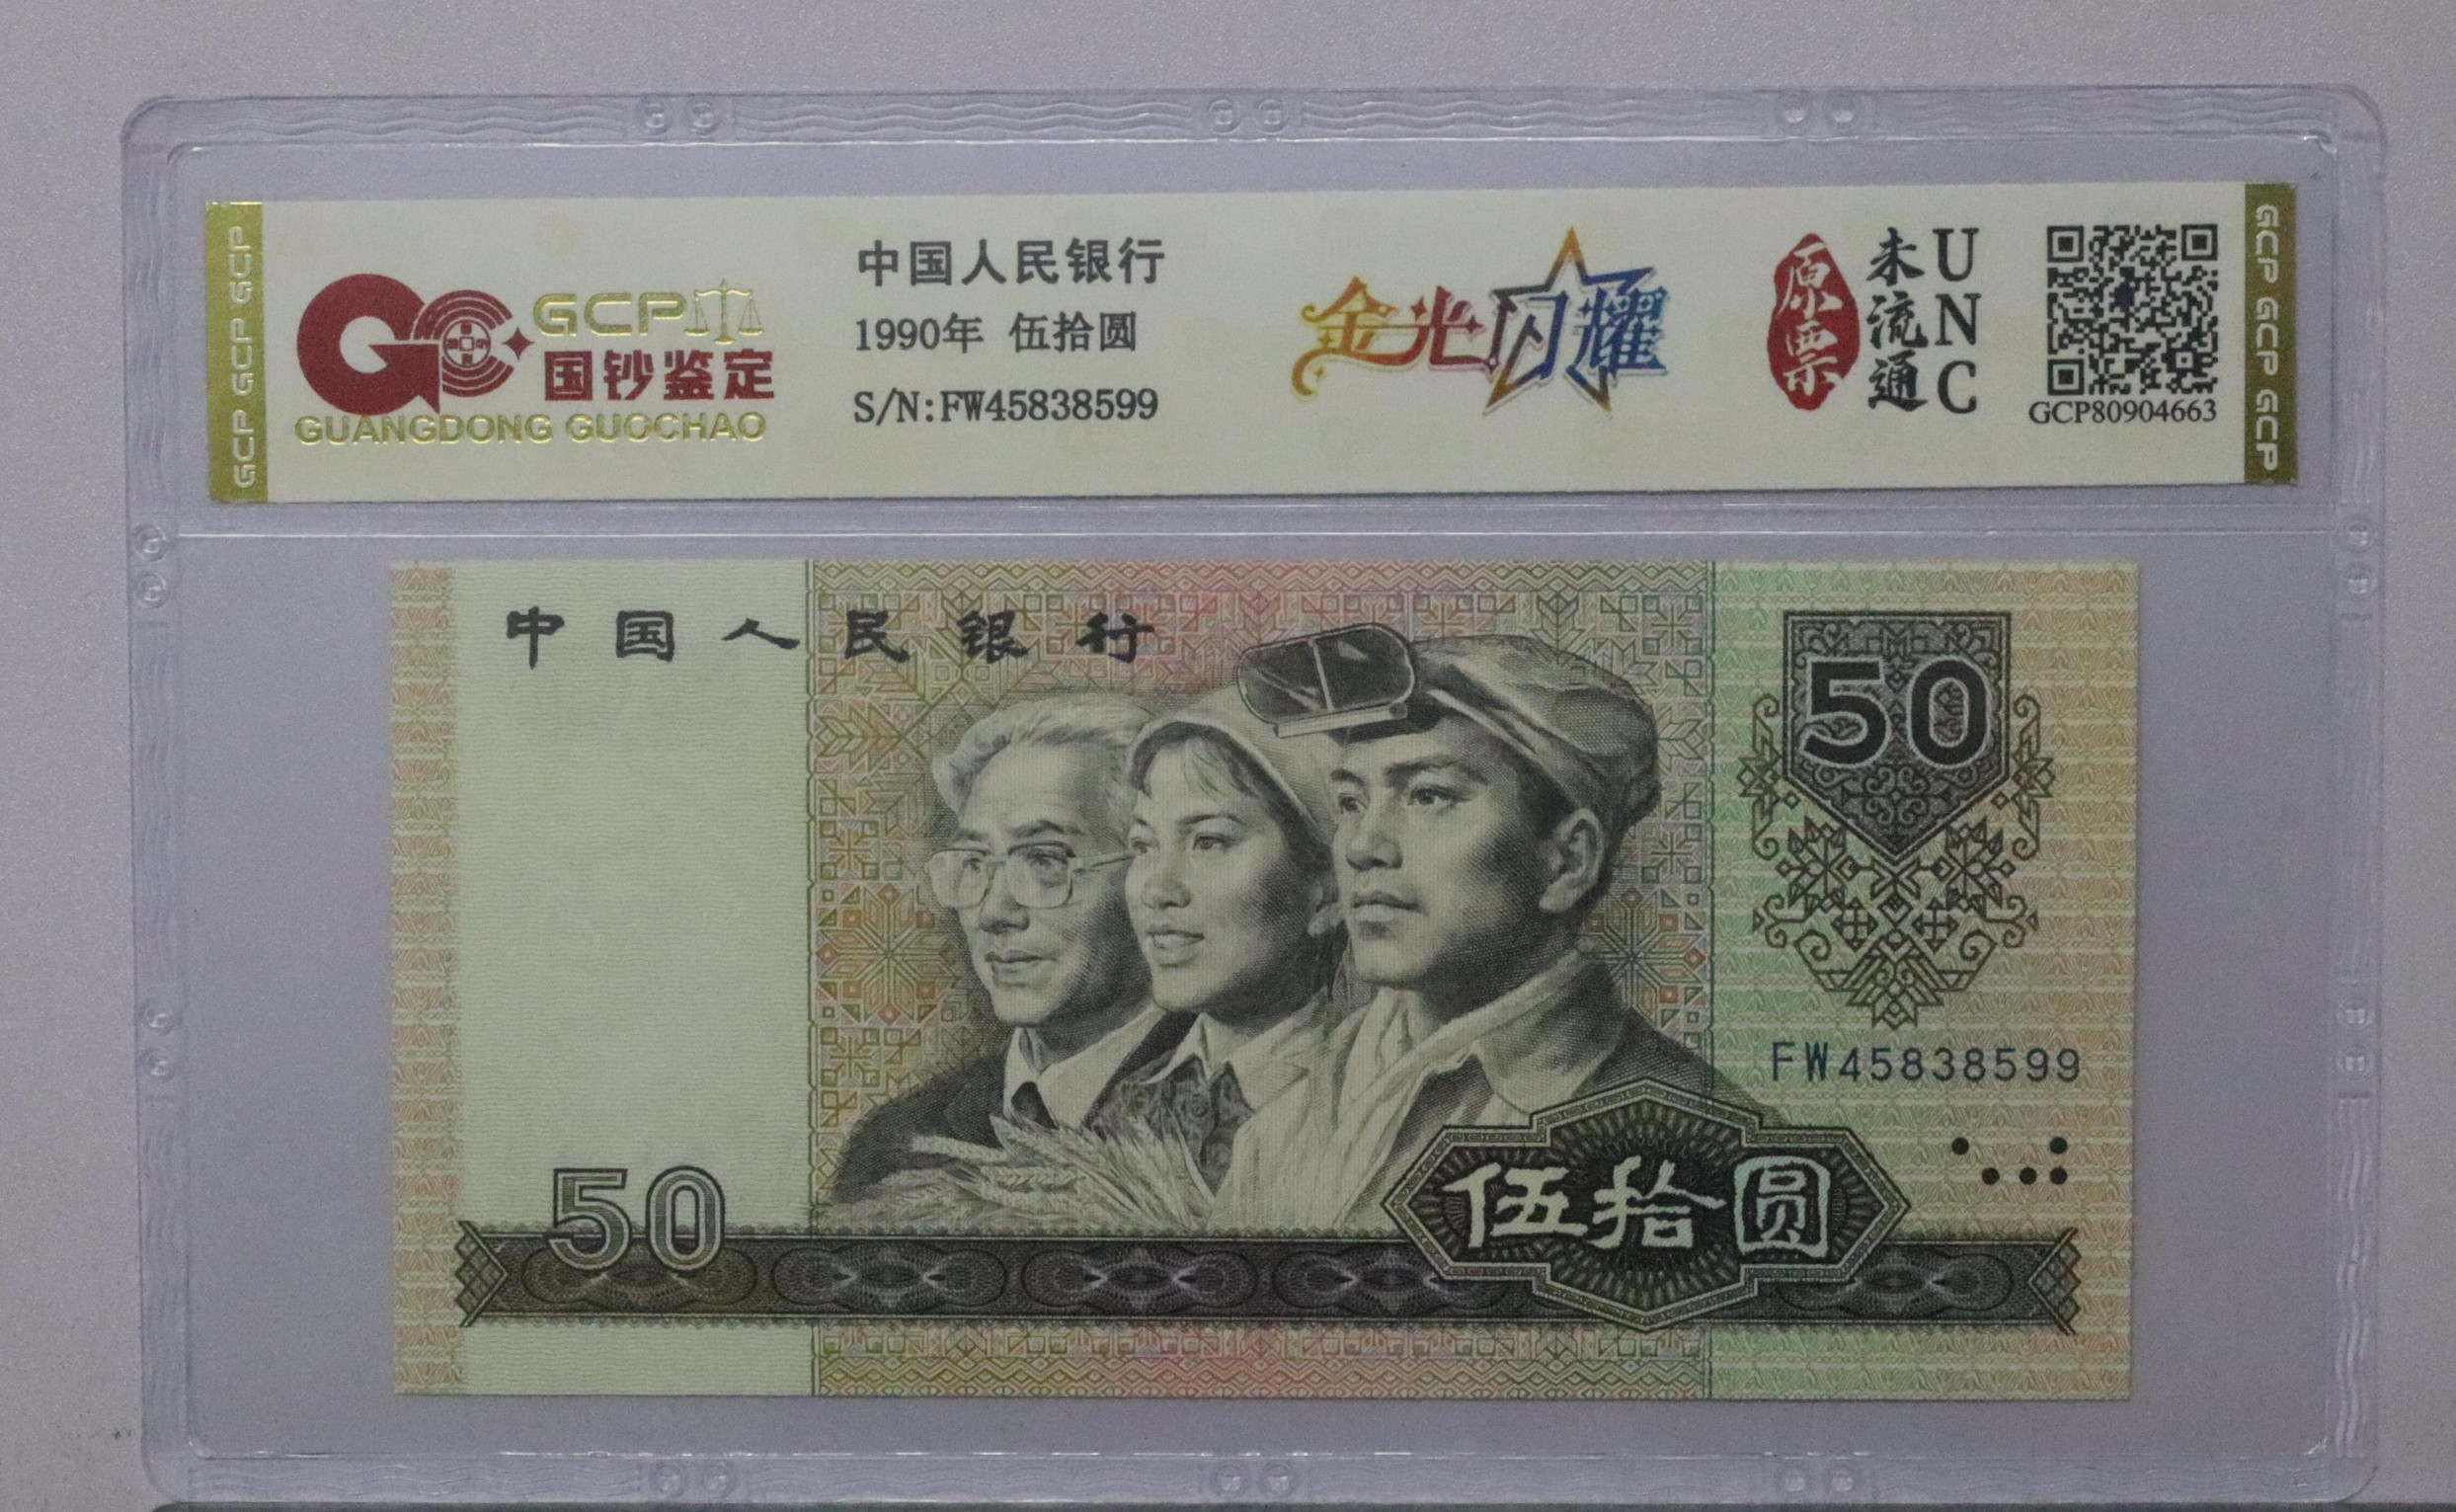 GCP GCP GCP
GCP
国钞鉴定
GUANGDONG GUOCHAO
中国人民银行
1990年 伍拾圆
S/N:FW45838599
金光闪耀
原票
未流通
UNC
GCP80904663
GCP GCP GCP
中国人民银行
50
FW45838599
50
伍拾圆